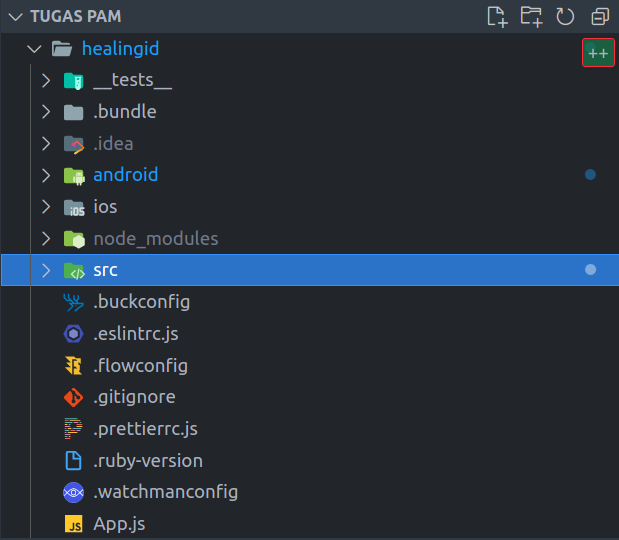 TUGAS PAM
healingid
++
__tests__
.bundle
.idea
android
ios
node_modules
src
.buckconfig
.eslintrc.js
.flowconfig
.gitignore
.prettierrc.js
.ruby-version
.watchmanconfig
JS App.js